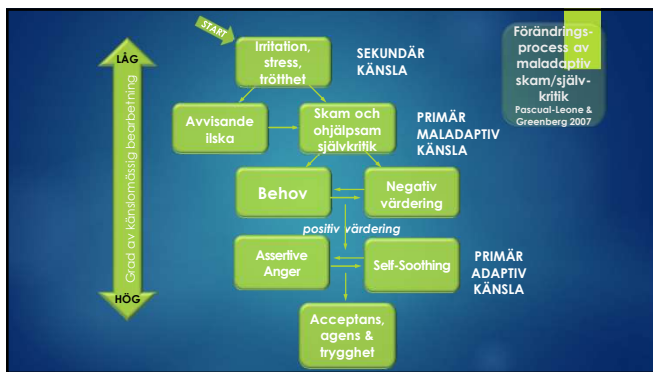 START
Irritation,
stress,
trötthet
SEKUNDÄR
KÄNSLA
Förändrings-
process av
maladaptiv
skam/själv-
kritik
Pascual-Leone &
Greenberg 2007
LÅG
Grad av känslomässig bearbetning
HÖG
Avvisande
ilska
Skam och
ohjälpsam
självkritik
PRIMÄR
MALADAPTIV
KÄNSLA
Behov
Negativ
värdering
positiv värdering
Assertive
Anger
Self-Soothing
PRIMÄR
ADAPTIV
KÄNSLA
Acceptans,
agens &
trygghet